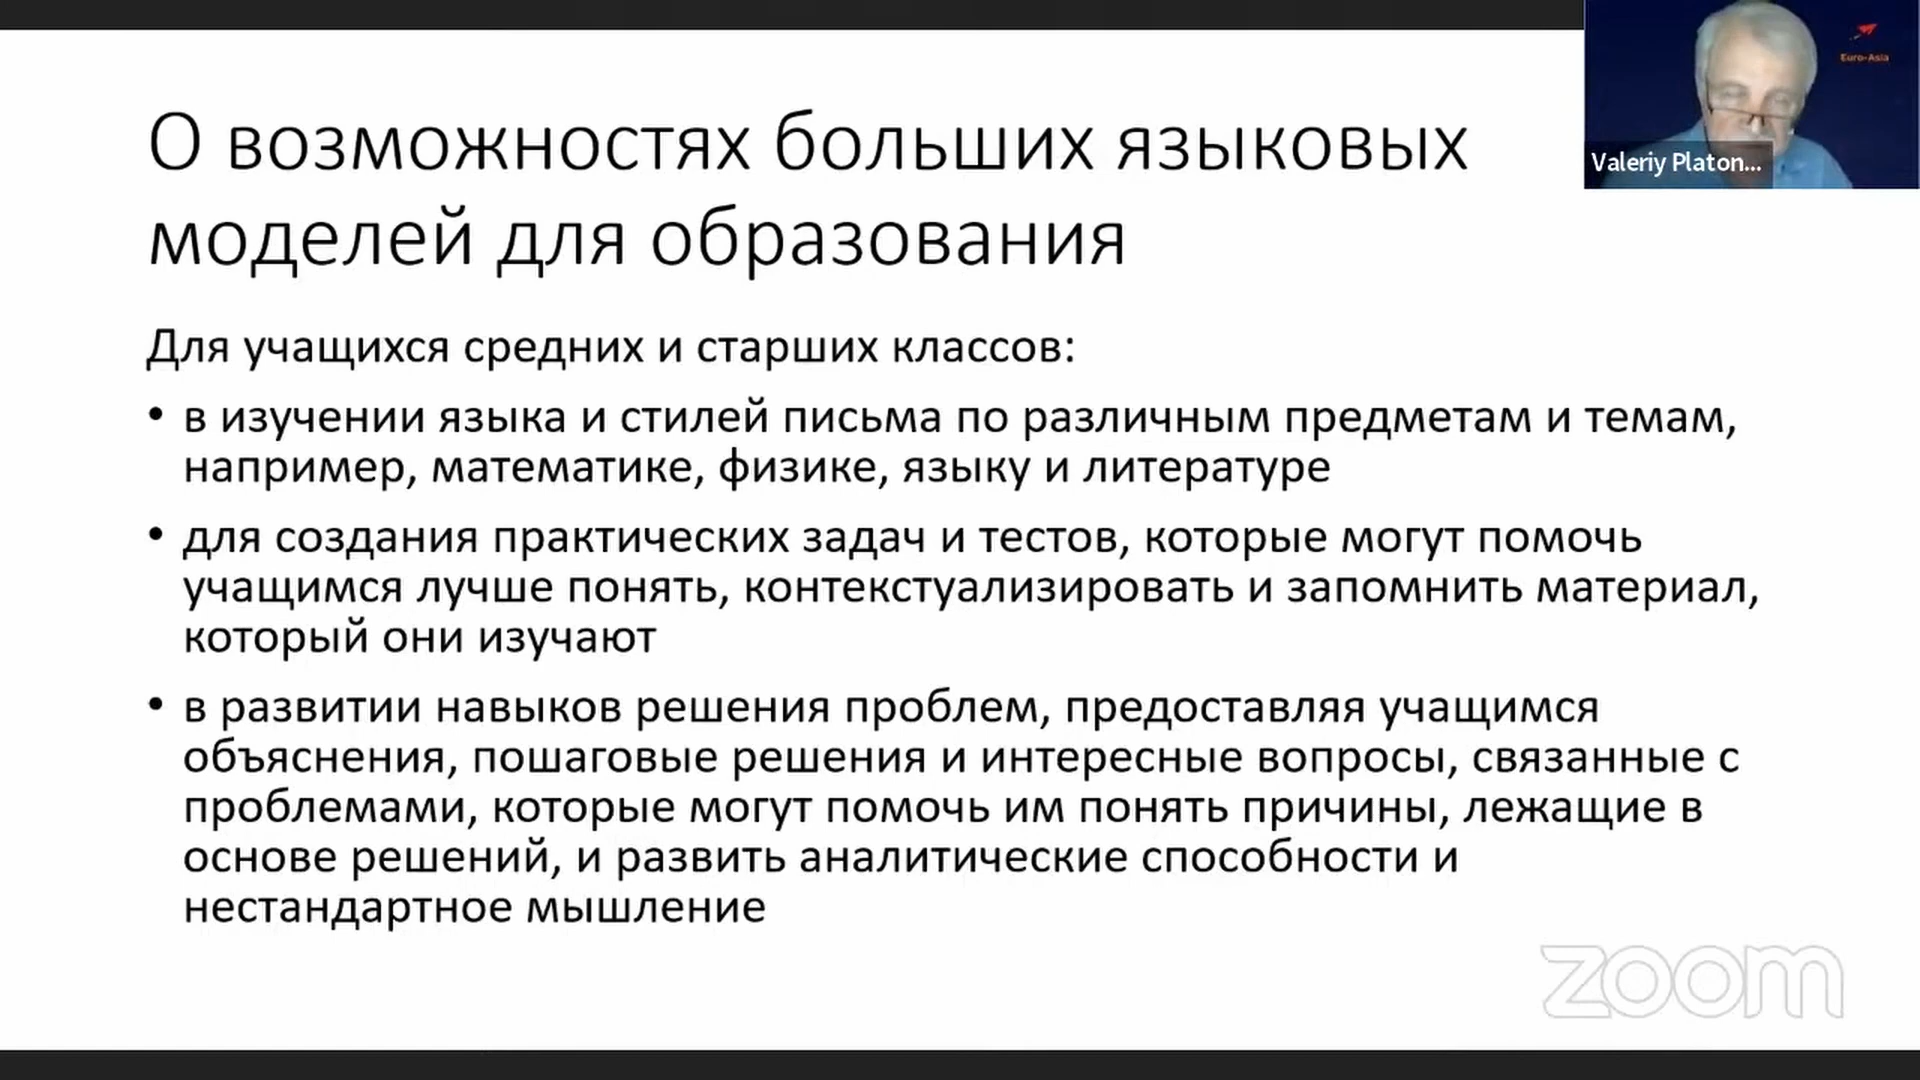 О возможностях больших языковых
моделей для образования
Euro-Asia
Valeriy Platon...
Для учащихся средних и старших классов:
• в изучении языка и стилей письма по различным предметам и темам,
например, математике, физике, языку и литературе
• для создания практических задач и тестов, которые могут помочь
учащимся лучше понять, контекстуализировать и запомнить материал,
который они изучают
• в развитии навыков решения проблем, предоставляя учащимся
объяснения, пошаговые решения и интересные вопросы, связанные с
проблемами, которые могут помочь им понять причины, лежащие в
основе решений, и развить аналитические способности и
нестандартное мышление
zoom